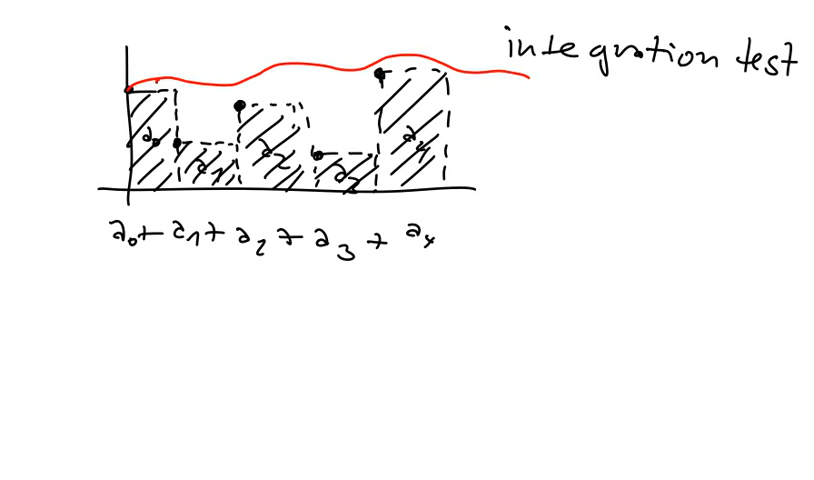 integration test
a₀
a₁
a₂
a₃
a₄
a₀ + a₁ + a₂ + a₃ + a₄